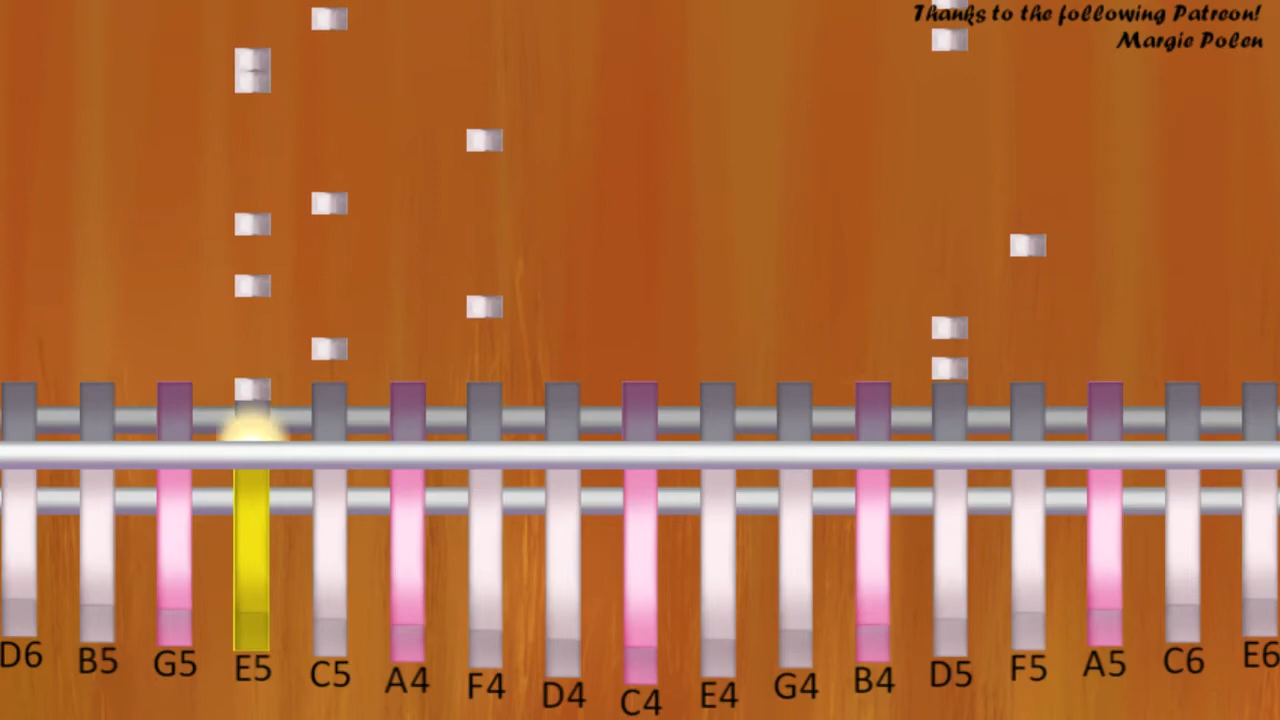 Thanks to the following Patreon!
Margie Polen
D6 B5 G5 E5 C5 A4 F4 D4 C4 E4 G4 B4 D5 F5 A5 C6 E6